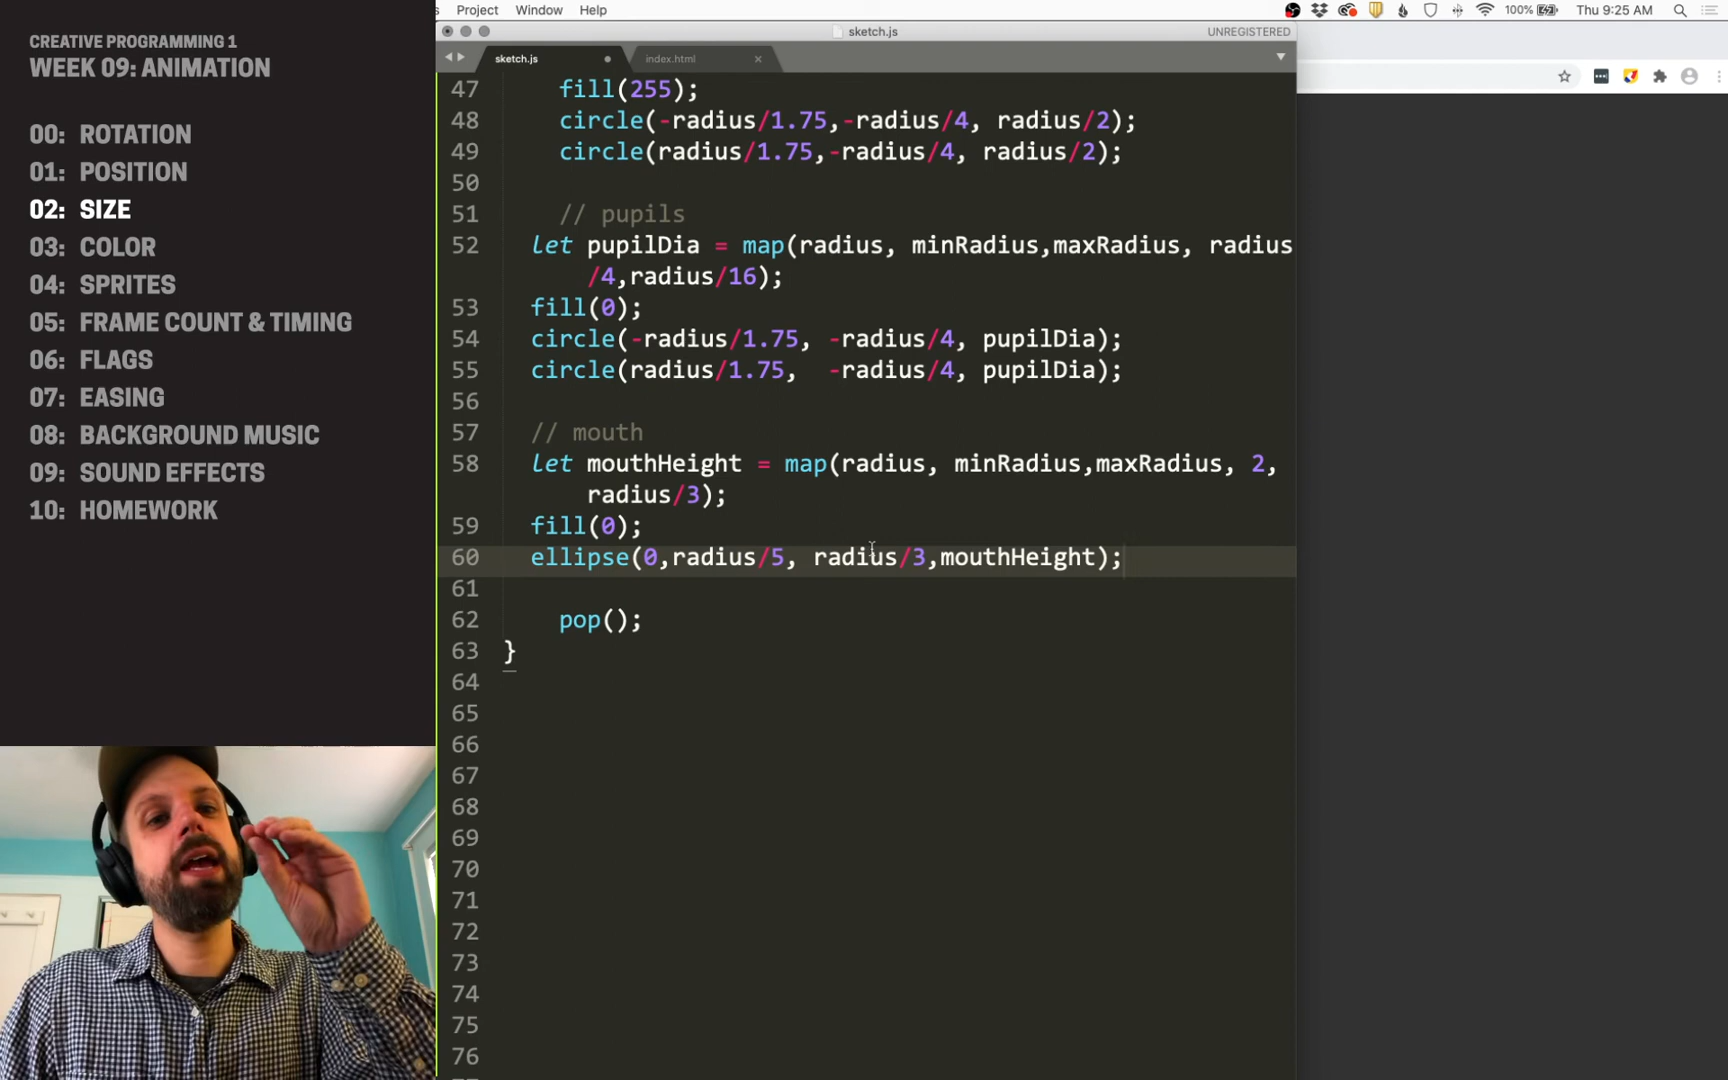 Project Window Help
100% Thu 9:25 AM
CREATIVE PROGRAMMING 1
WEEK 09: ANIMATION
00: ROTATION
01: POSITION
02: SIZE
03: COLOR
04: SPRITES
05: FRAME COUNT & TIMING
06: FLAGS
07: EASING
08: BACKGROUND MUSIC
09: SOUND EFFECTS
10: HOMEWORK
sketch.js UNREGISTERED
sketch.js index.html
47 fill(255);
48 circle(-radius/1.75,-radius/4, radius/2);
49 circle(radius/1.75,-radius/4, radius/2);
50
51 // pupils
52 let pupilDia = map(radius, minRadius,maxRadius, radius
/4,radius/16);
53 fill(0);
54 circle(-radius/1.75, -radius/4, pupilDia);
55 circle(radius/1.75,  -radius/4, pupilDia);
56
57 // mouth
58 let mouthHeight = map(radius, minRadius,maxRadius, 2,
radius/3);
59 fill(0);
60 ellipse(0,radius/5, radius/3,mouthHeight);
61
62 pop();
63 }
64
65
66
67
68
69
70
71
72
73
74
75
76